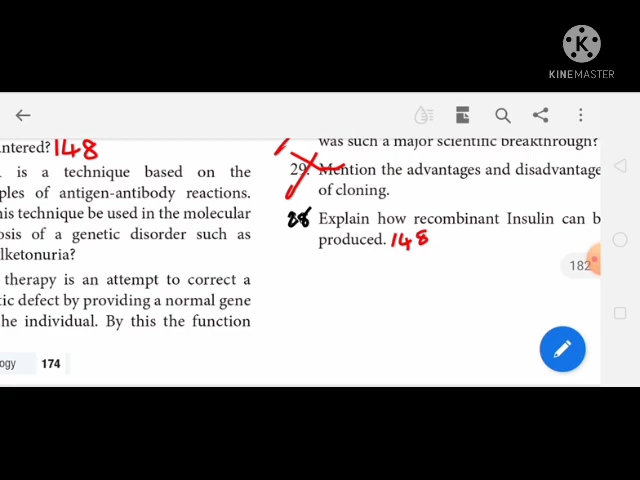 KINEMASTER
ntered? 148
is a technique based on the
ples of antigen-antibody reactions.
his technique be used in the molecular
osis of a genetic disorder such as
lketonuria?
therapy is an attempt to correct a
tic defect by providing a normal gene
he individual. By this the function
ogy 174
was such a major scientific breakthrough?
29. Mention the advantages and disadvantage
of cloning.
Explain how recombinant Insulin can b
produced. 148
182